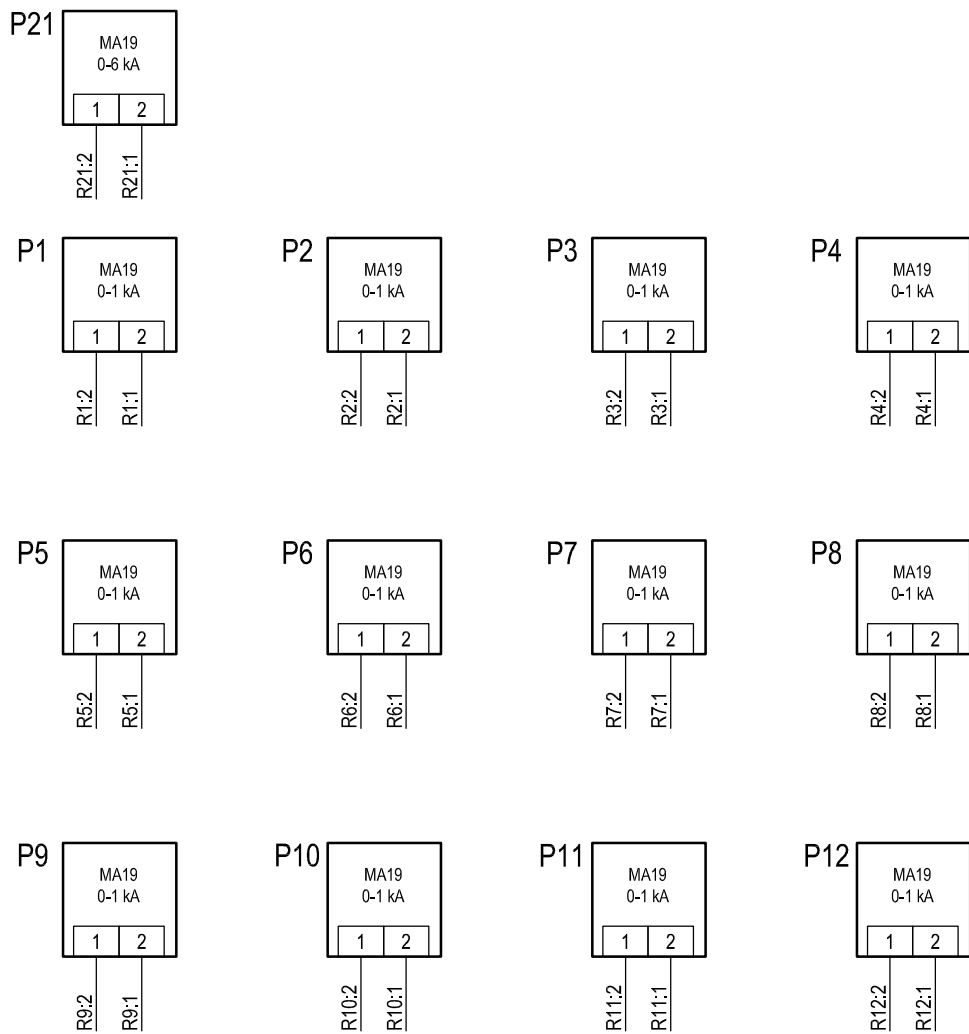 P21
MA19
0-6 kA
1 2
R21:2 R21:1
P1 P2 P3 P4
MA19 MA19 MA19 MA19
0-1 kA 0-1 kA 0-1 kA 0-1 kA
1 2 1 2 1 2 1 2
R1:2 R1:1 R2:2 R2:1 R3:2 R3:1 R4:2 R4:1
P5 P6 P7 P8
MA19 MA19 MA19 MA19
0-1 kA 0-1 kA 0-1 kA 0-1 kA
1 2 1 2 1 2 1 2
R5:2 R5:1 R6:2 R6:1 R7:2 R7:1 R8:2 R8:1
P9 P10 P11 P12
MA19 MA19 MA19 MA19
0-1 kA 0-1 kA 0-1 kA 0-1 kA
1 2 1 2 1 2 1 2
R9:2 R9:1 R10:2 R10:1 R11:2 R11:1 R12:2 R12:1